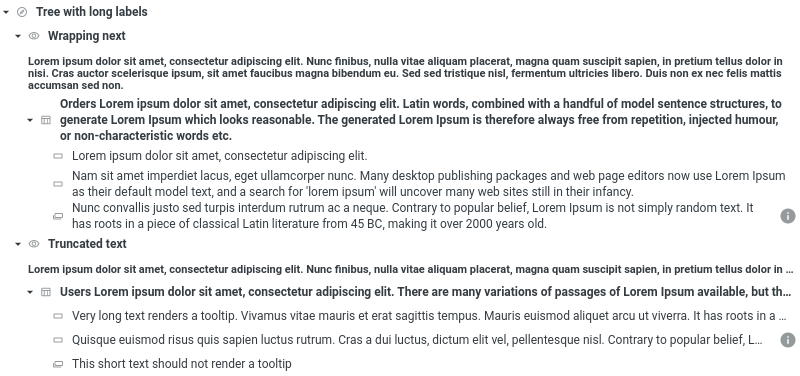 Tree with long labels
Wrapping next
Lorem ipsum dolor sit amet, consectetur adipiscing elit. Nunc finibus, nulla vitae aliquam placerat, magna quam suscipit sapien, in pretium tellus dolor in
nisi. Cras auctor scelerisque ipsum, sit amet faucibus magna bibendum eu. Sed sed tristique nisl, fermentum ultricies libero. Duis non ex nec felis mattis
accumsan sed non.
Orders Lorem ipsum dolor sit amet, consectetur adipiscing elit. Latin words, combined with a handful of model sentence structures, to
generate Lorem Ipsum which looks reasonable. The generated Lorem Ipsum is therefore always free from repetition, injected humour,
or non-characteristic words etc.
Lorem ipsum dolor sit amet, consectetur adipiscing elit.
Nam sit amet imperdiet lacus, eget ullamcorper nunc. Many desktop publishing packages and web page editors now use Lorem Ipsum
as their default model text, and a search for 'lorem ipsum' will uncover many web sites still in their infancy.
Nunc convallis justo sed turpis interdum rutrum ac a neque. Contrary to popular belief, Lorem Ipsum is not simply random text. It
has roots in a piece of classical Latin literature from 45 BC, making it over 2000 years old.
Truncated text
Lorem ipsum dolor sit amet, consectetur adipiscing elit. Nunc finibus, nulla vitae aliquam placerat, magna quam suscipit sapien, in pretium tellus dolor in ...
Users Lorem ipsum dolor sit amet, consectetur adipiscing elit. There are many variations of passages of Lorem Ipsum available, but th...
Very long text renders a tooltip. Vivamus vitae mauris et erat sagittis tempus. Mauris euismod aliquet arcu ut viverra. It has roots in a ...
Quisque euismod risus quis sapien luctus rutrum. Cras a dui luctus, dictum elit vel, pellentesque nisl. Contrary to popular belief, L...
This short text should not render a tooltip